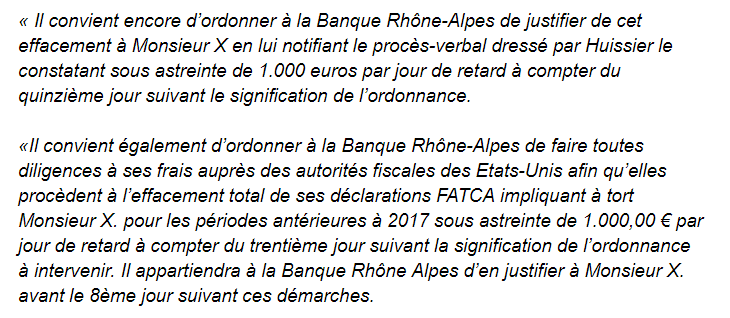 « Il convient encore d’ordonner à la Banque Rhône-Alpes de justifier de cet
effacement à Monsieur X en lui notifiant le procès-verbal dressé par Huissier le
constatant sous astreinte de 1.000 euros par jour de retard à compter du
quinzième jour suivant le signification de l’ordonnance.
«Il convient également d’ordonner à la Banque Rhône-Alpes de faire toutes
diligences à ses frais auprès des autorités fiscales des Etats-Unis afin qu’elles
procèdent à l’effacement total de ses déclarations FATCA impliquant à tort
Monsieur X. pour les périodes antérieures à 2017 sous astreinte de 1.000,00 € par
jour de retard à compter du trentième jour suivant la signification de l’ordonnance
à intervenir. Il appartiendra à la Banque Rhône Alpes d’en justifier à Monsieur X.
avant le 8ème jour suivant ces démarches.